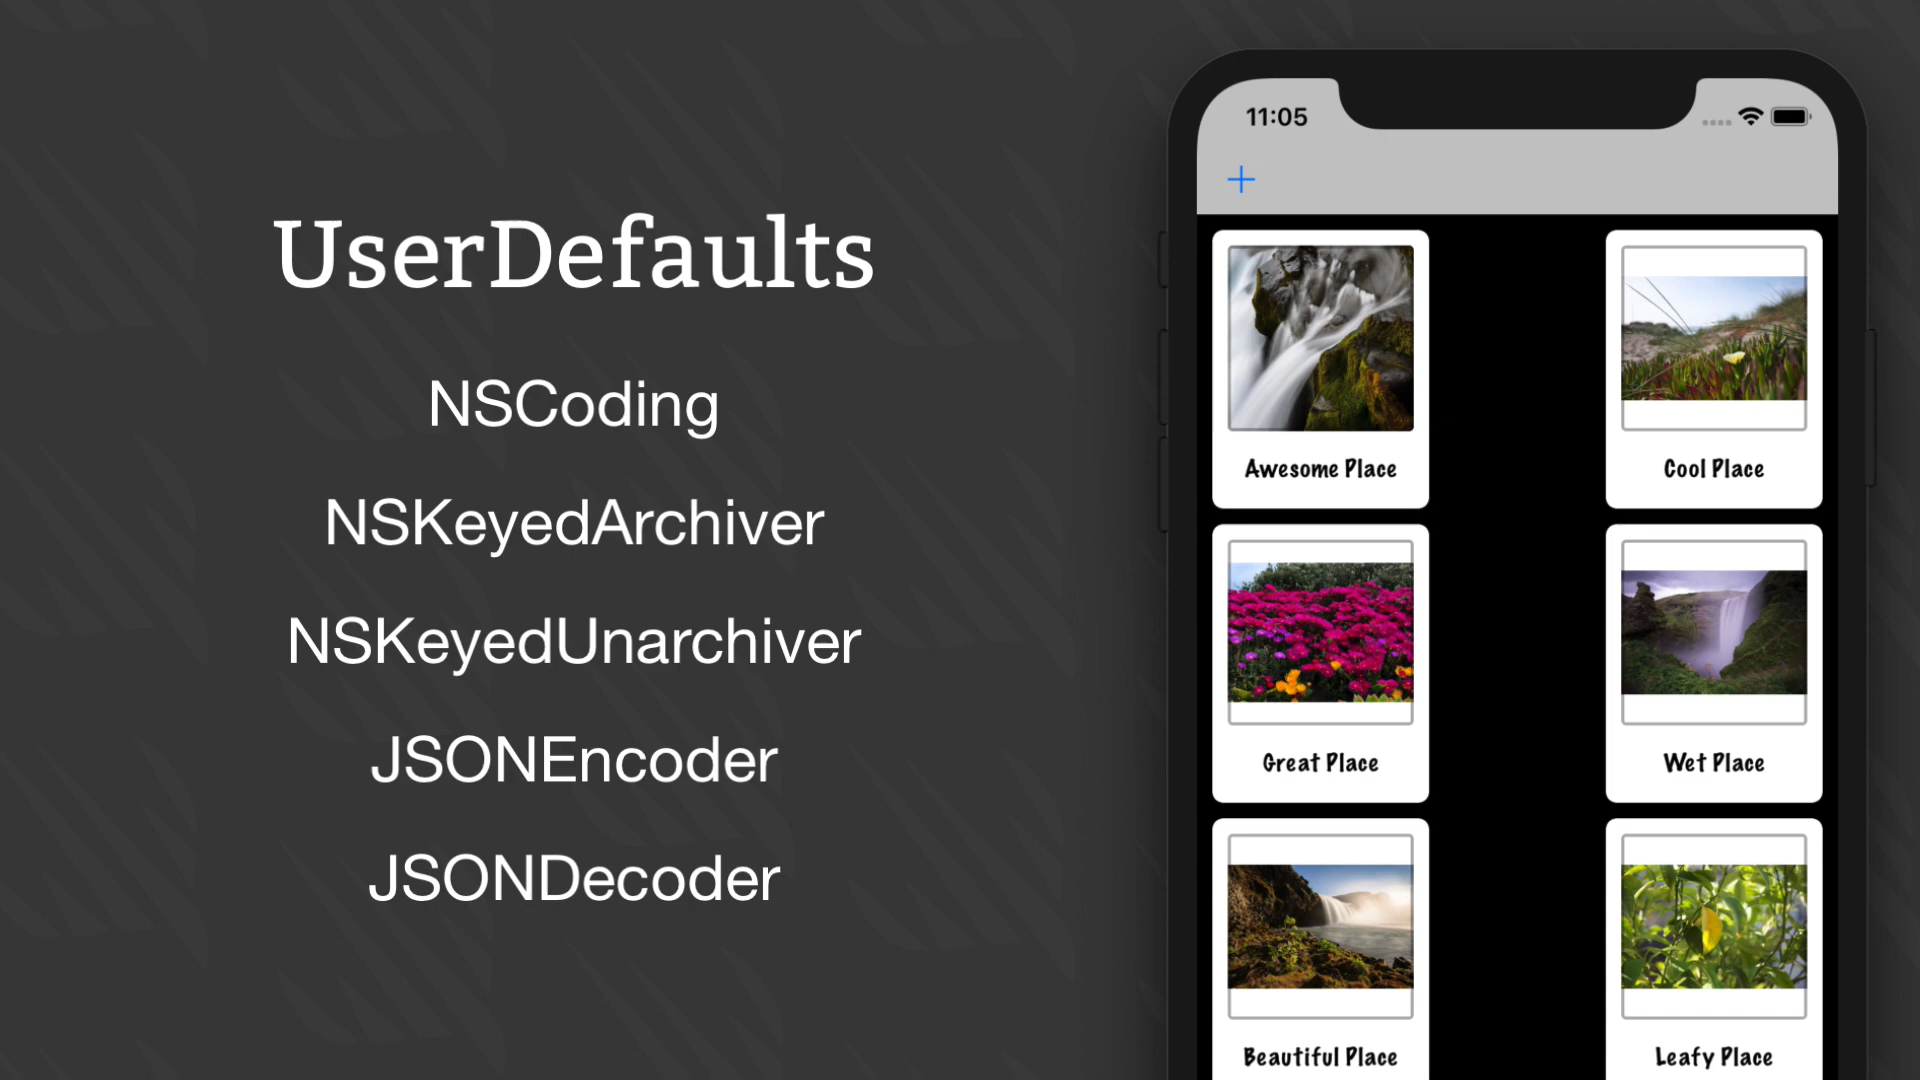 UserDefaults
NSCoding
NSKeyedArchiver
NSKeyedUnarchiver
JSONEncoder
JSONDecoder
11:05
Awesome Place
Cool Place
Great Place
Wet Place
Beautiful Place
Leafy Place